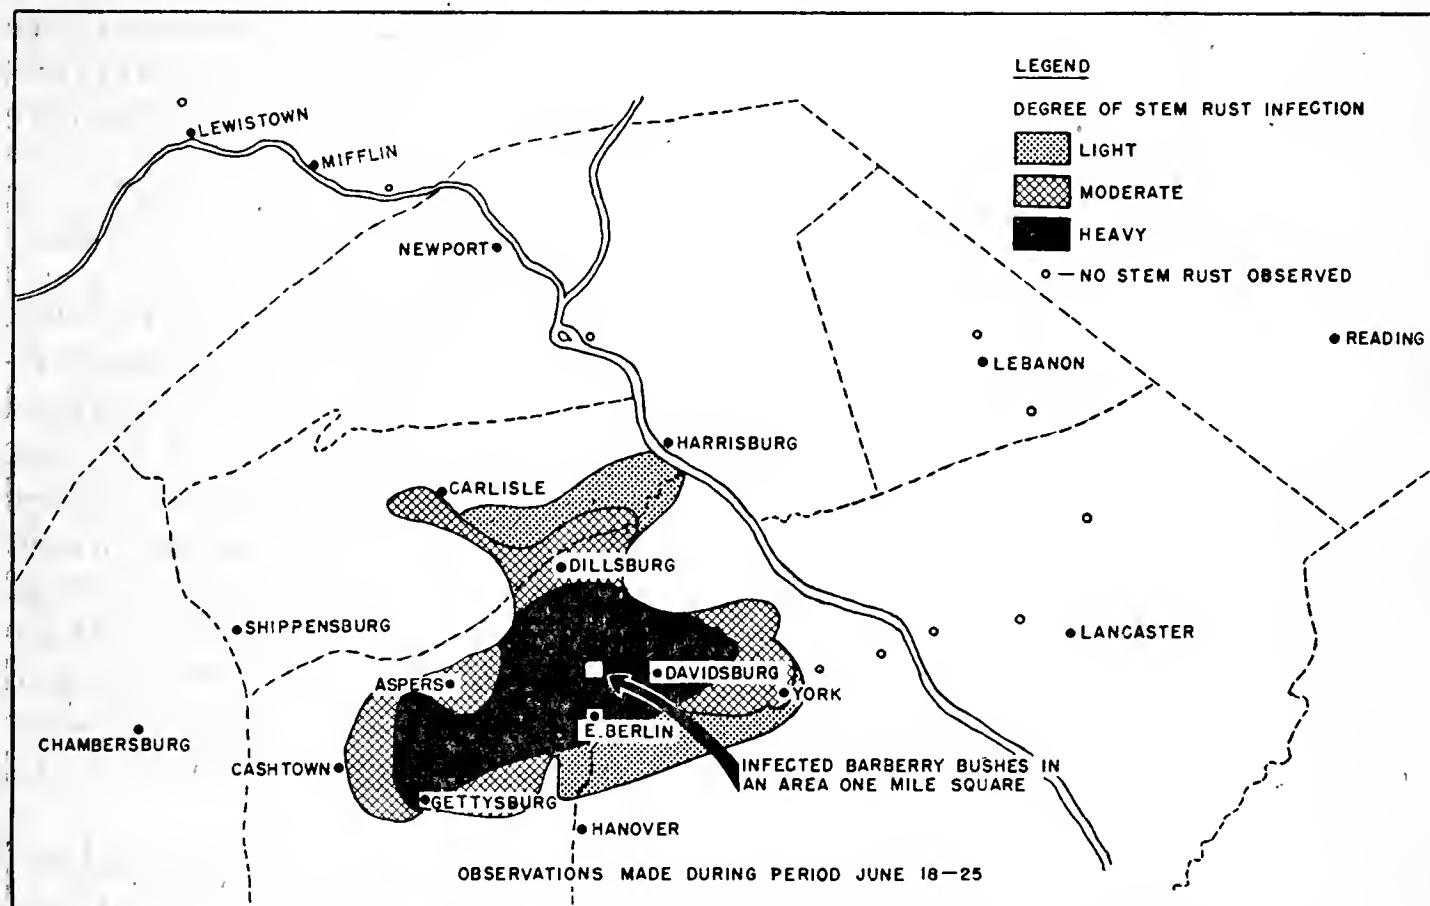 LEGEND
DEGREE OF STEM RUST INFECTION
LIGHT
MODERATE
HEAVY
o — NO STEM RUST OBSERVED
LEWISTOWN
MIFFLIN
NEWPORT
READING
LEBANON
HARRISBURG
CARLISLE
DILLSBURG
SHIPPENSBURG
LANCASTER
ASPERS
DAVIDSBURG
YORK
E. BERLIN
CHAMBERSBURG
CASHTOWN
INFECTED BARBERRY BUSHES IN
AN AREA ONE MILE SQUARE
GETTYSBURG
HANOVER
OBSERVATIONS MADE DURING PERIOD JUNE 18—25